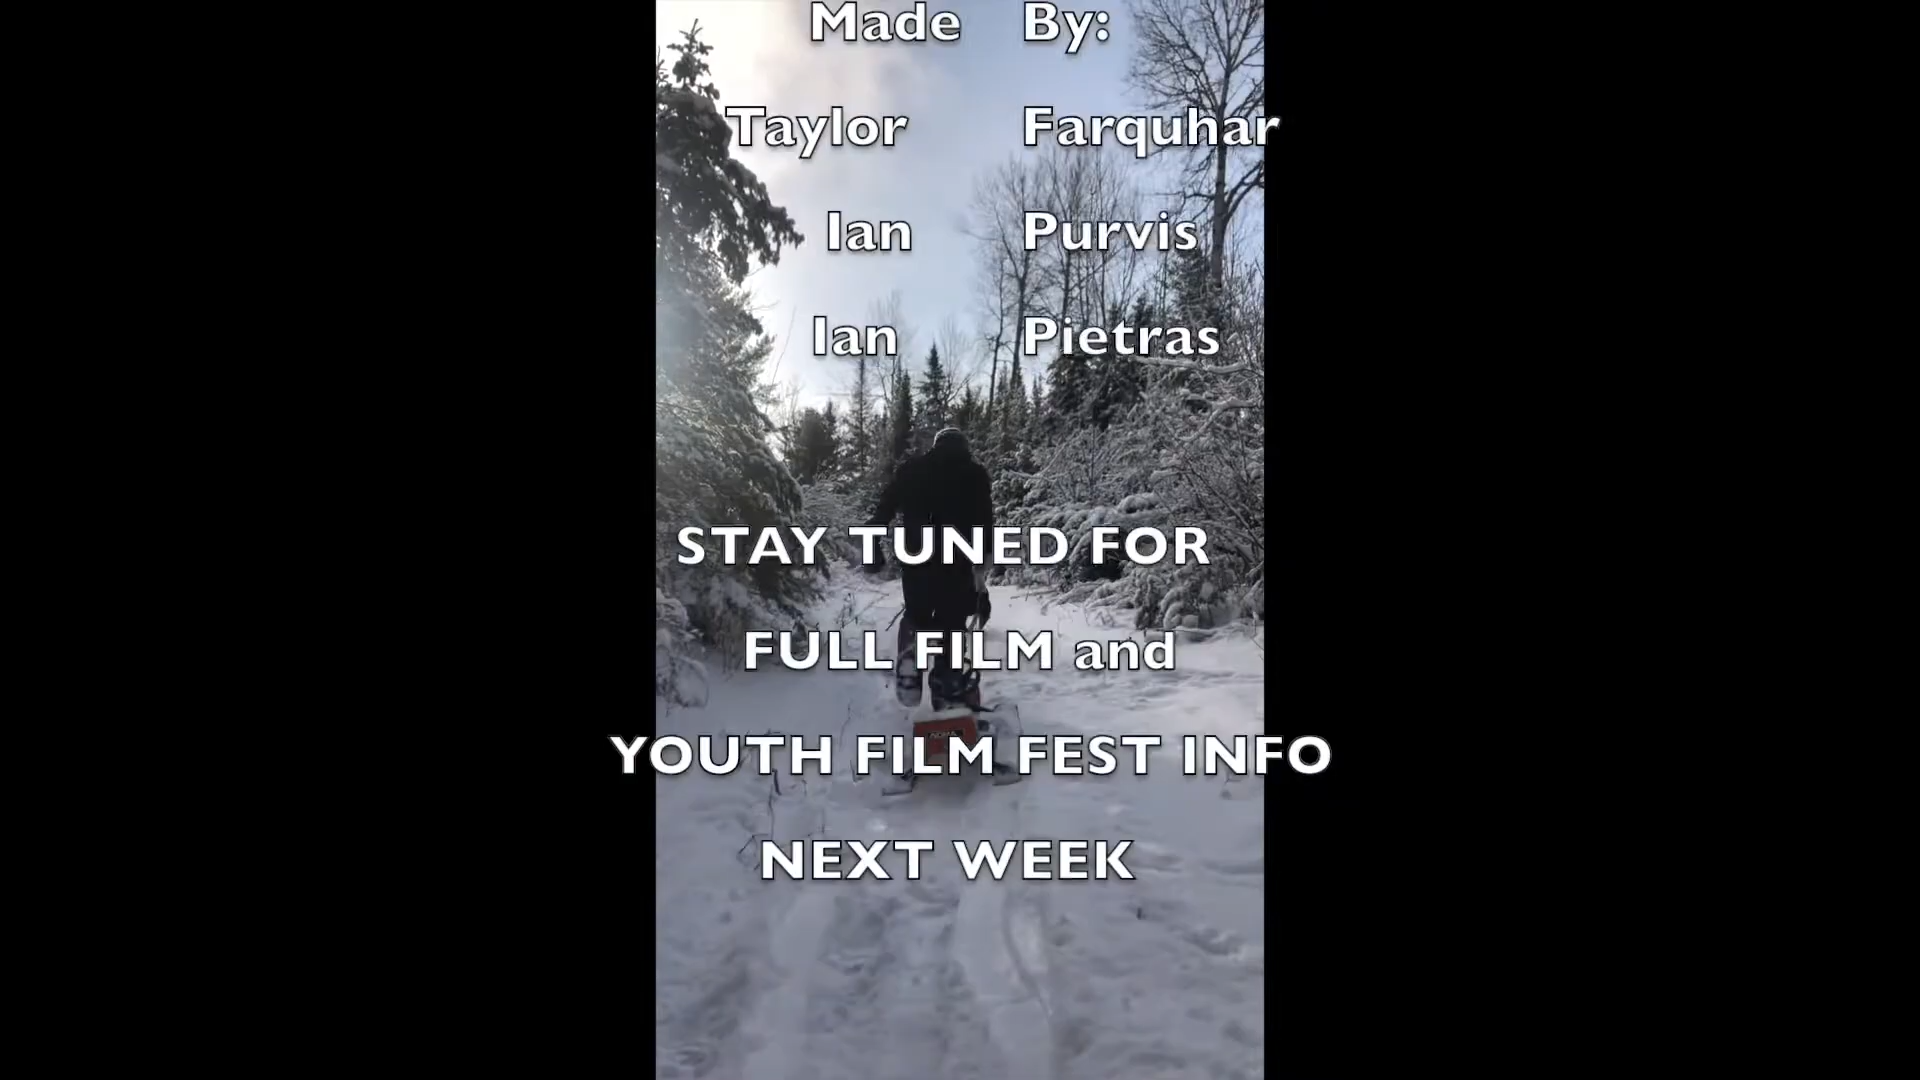 Made By:
Taylor Farquhar
Ian Purvis
Ian Pietras
STAY TUNED FOR
FULL FILM and
YOUTH FILM FEST INFO
NEXT WEEK